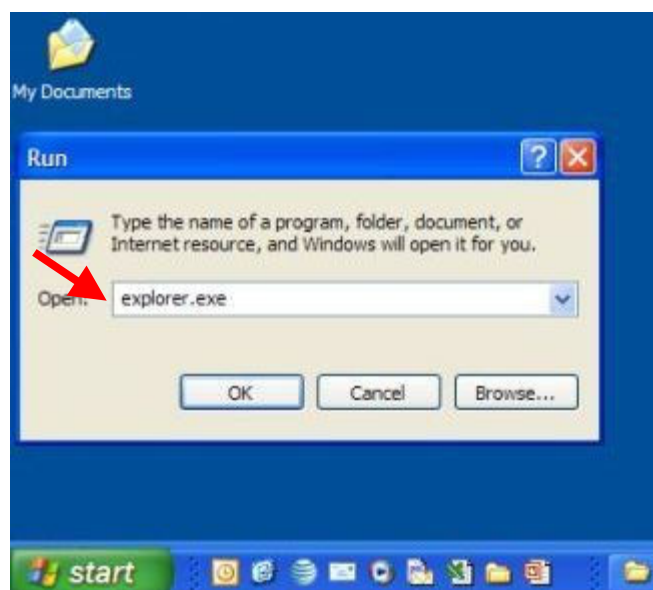 My Documents
Run
Type the name of a program, folder, document, or
Internet resource, and Windows will open it for you.
Open:
explorer.exe
OK
Cancel
Browse...
start